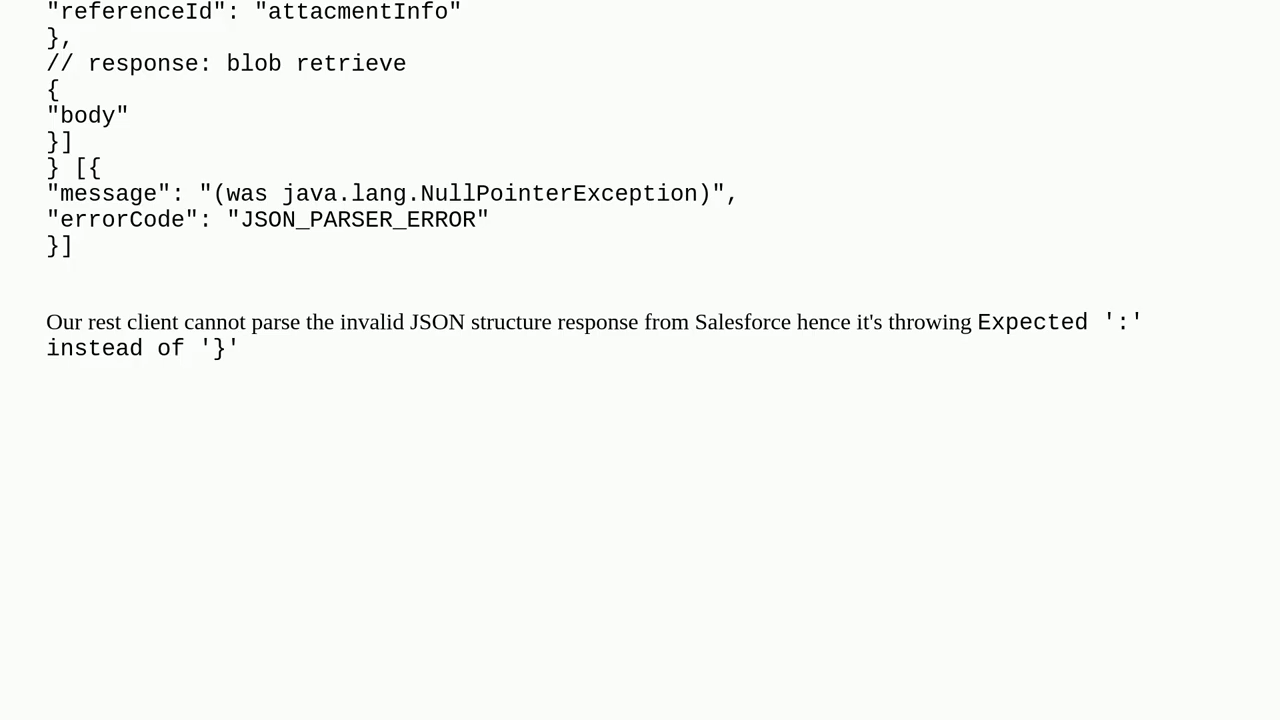 "referenceId": "attacmentInfo"
},
// response: blob retrieve
{
"body"
}]
} [{
"message": "(was java.lang.NullPointerException)",
"errorCode": "JSON_PARSER_ERROR"
}]
Our rest client cannot parse the invalid JSON structure response from Salesforce hence it's throwing Expected ':'
instead of '}'